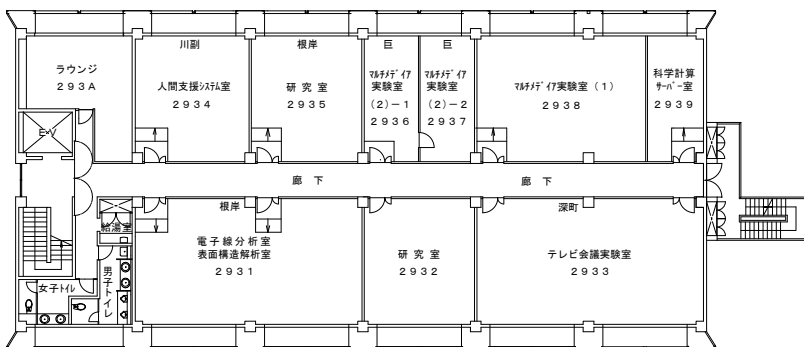 ラウンジ
２９３Ａ
川副
人間支援ｼｽﾃﾑ室
２９３４
根岸
研 究 室
２９３５
巨
ﾏﾙﾁﾒﾃﾞｨｱ
実験室
（２）－１
２９３６
巨
ﾏﾙﾁﾒﾃﾞｨｱ
実験室
（２）－２
２９３７
ﾏﾙﾁﾒﾃﾞｨｱ実験室（１）
２９３８
科学計算
ｻｰﾊﾞｰ室
２９３９
EV
廊 下
廊 下
給湯室
根岸
電子線分析室
表面構造解析室
２９３１
研 究 室
２９３２
深町
テレビ会議実験室
２９３３
女子ﾄｲﾚ
男子トイレ